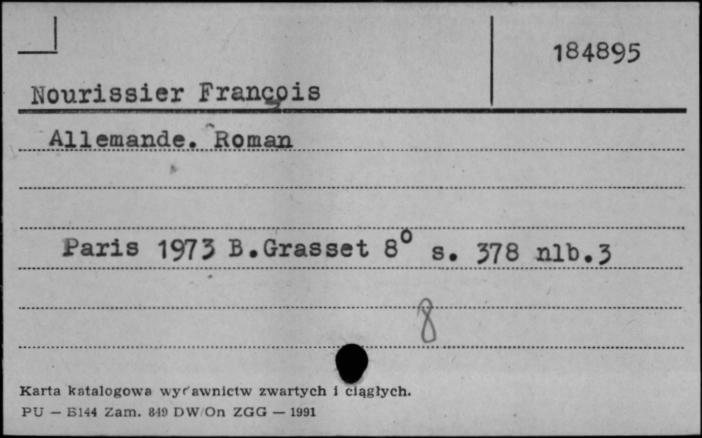 184895
Nourissier François
Allemande. Roman
Paris 1973 B.Grasset 8° s. 378 nlb.3
8
Karta katalogowa wydawnictw zwartych i ciągłych.
PU — B144 Zam. 849 DW/On ZGG — 1991